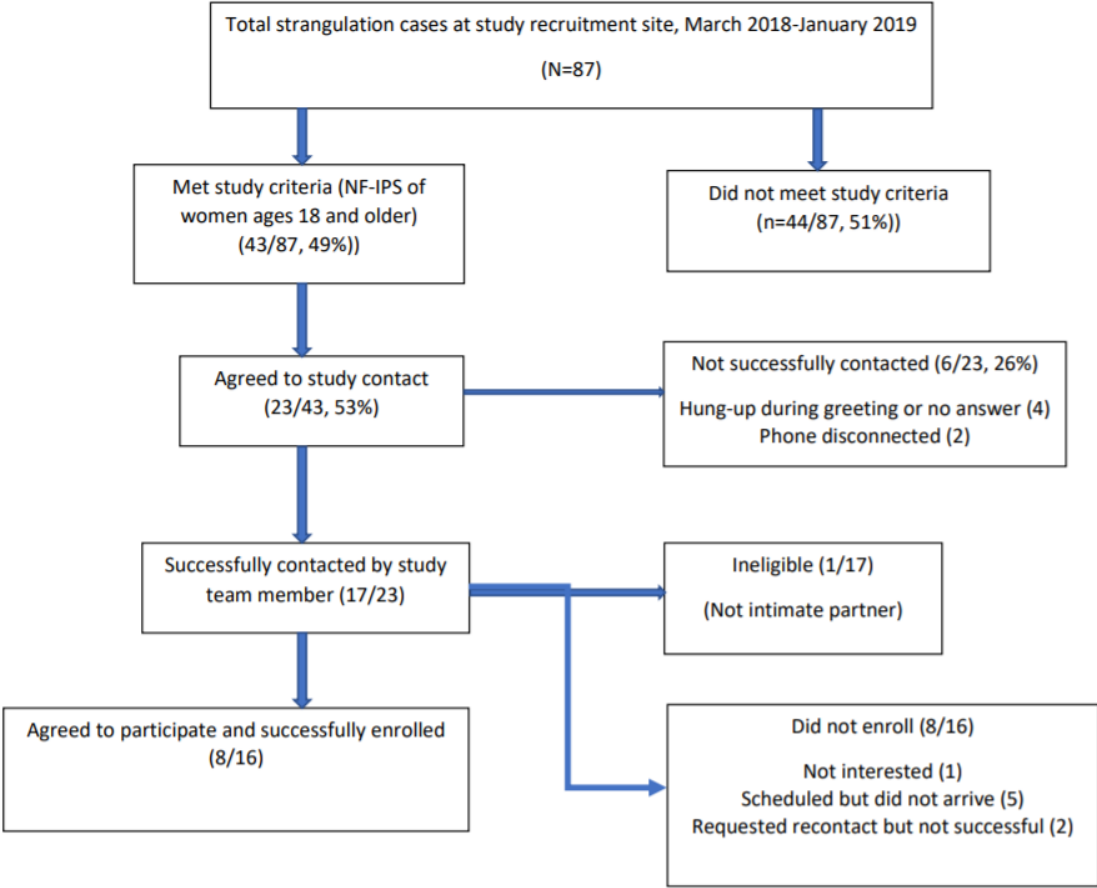 Total strangulation cases at study recruitment site, March 2018-January 2019
(N=87)
Met study criteria (NF-IPS of
women ages 18 and older)
(43/87, 49%))
Did not meet study criteria
(n=44/87, 51%))
Agreed to study contact
(23/43, 53%)
Not successfully contacted (6/23, 26%)
Hung-up during greeting or no answer (4)
Phone disconnected (2)
Successfully contacted by study
team member (17/23)
Ineligible (1/17)
(Not intimate partner)
Agreed to participate and successfully enrolled
(8/16)
Did not enroll (8/16)
Not interested (1)
Scheduled but did not arrive (5)
Requested recontact but not successful (2)